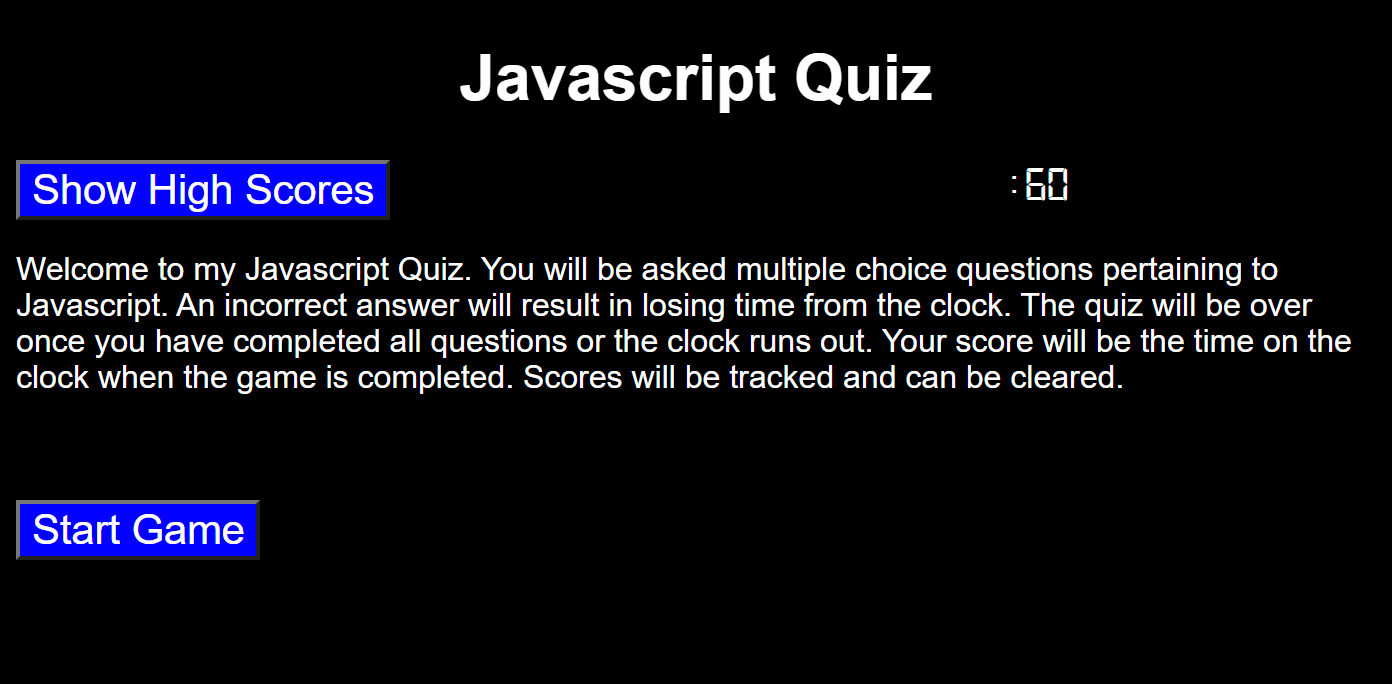 Javascript Quiz
Show High Scores
:60
Welcome to my Javascript Quiz. You will be asked multiple choice questions pertaining to
Javascript. An incorrect answer will result in losing time from the clock. The quiz will be over
once you have completed all questions or the clock runs out. Your score will be the time on the
clock when the game is completed. Scores will be tracked and can be cleared.
Start Game